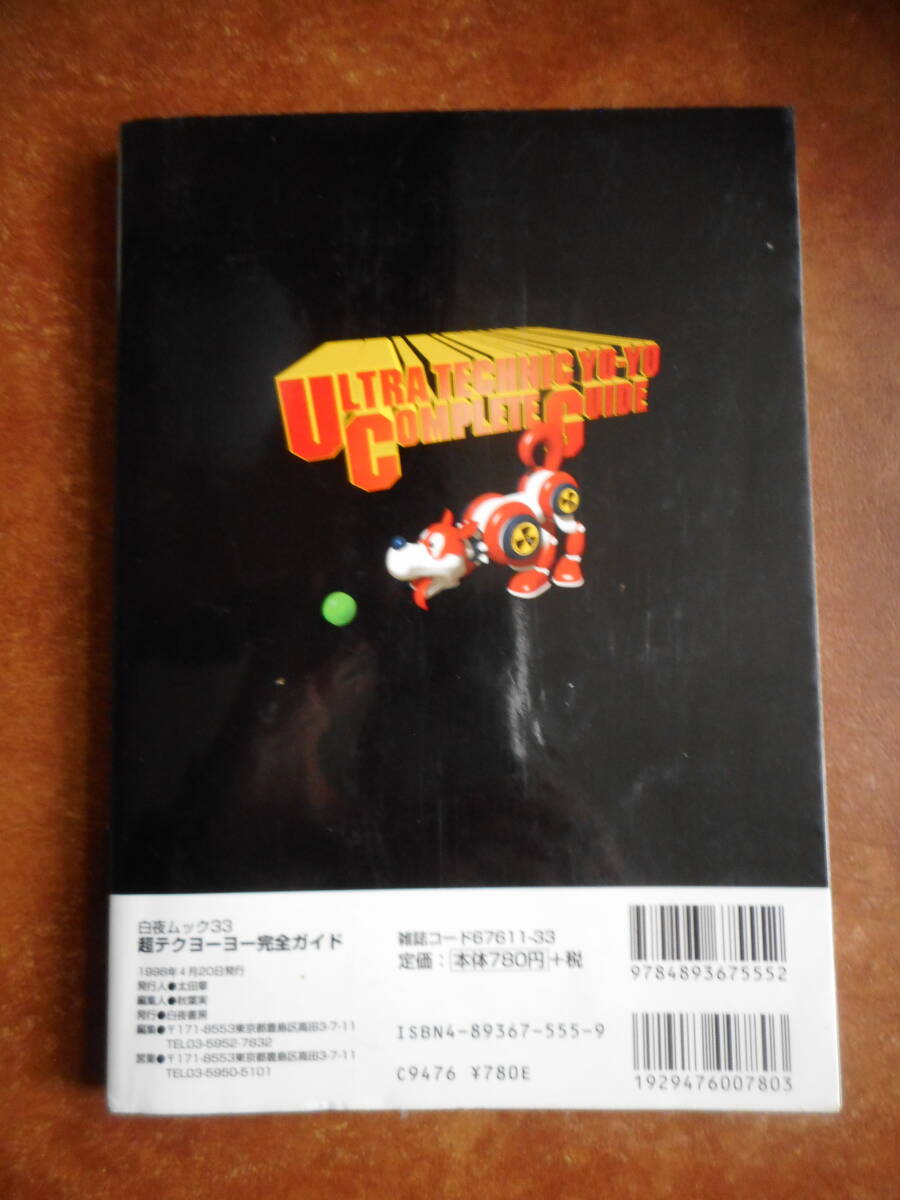 ULTRA TECHNIC YO-YO
COMPLETE GUIDE
白夜ムック33
超テクヨーヨー完全ガイド
1998年4月20日発行
発行人●太田章
編集人●秋葉実
発行●白夜書房
編集●〒171-8553東京都豊島区高田3-7-11
TEL03-5952-7832
営業●〒171-8553東京都豊島区高田3-7-11
TEL03-5950-5101
雑誌コード67611-33
定価：本体780円+税
ISBN4-89367-555-9
C9476 ¥780E
9784893675552
1929476007803